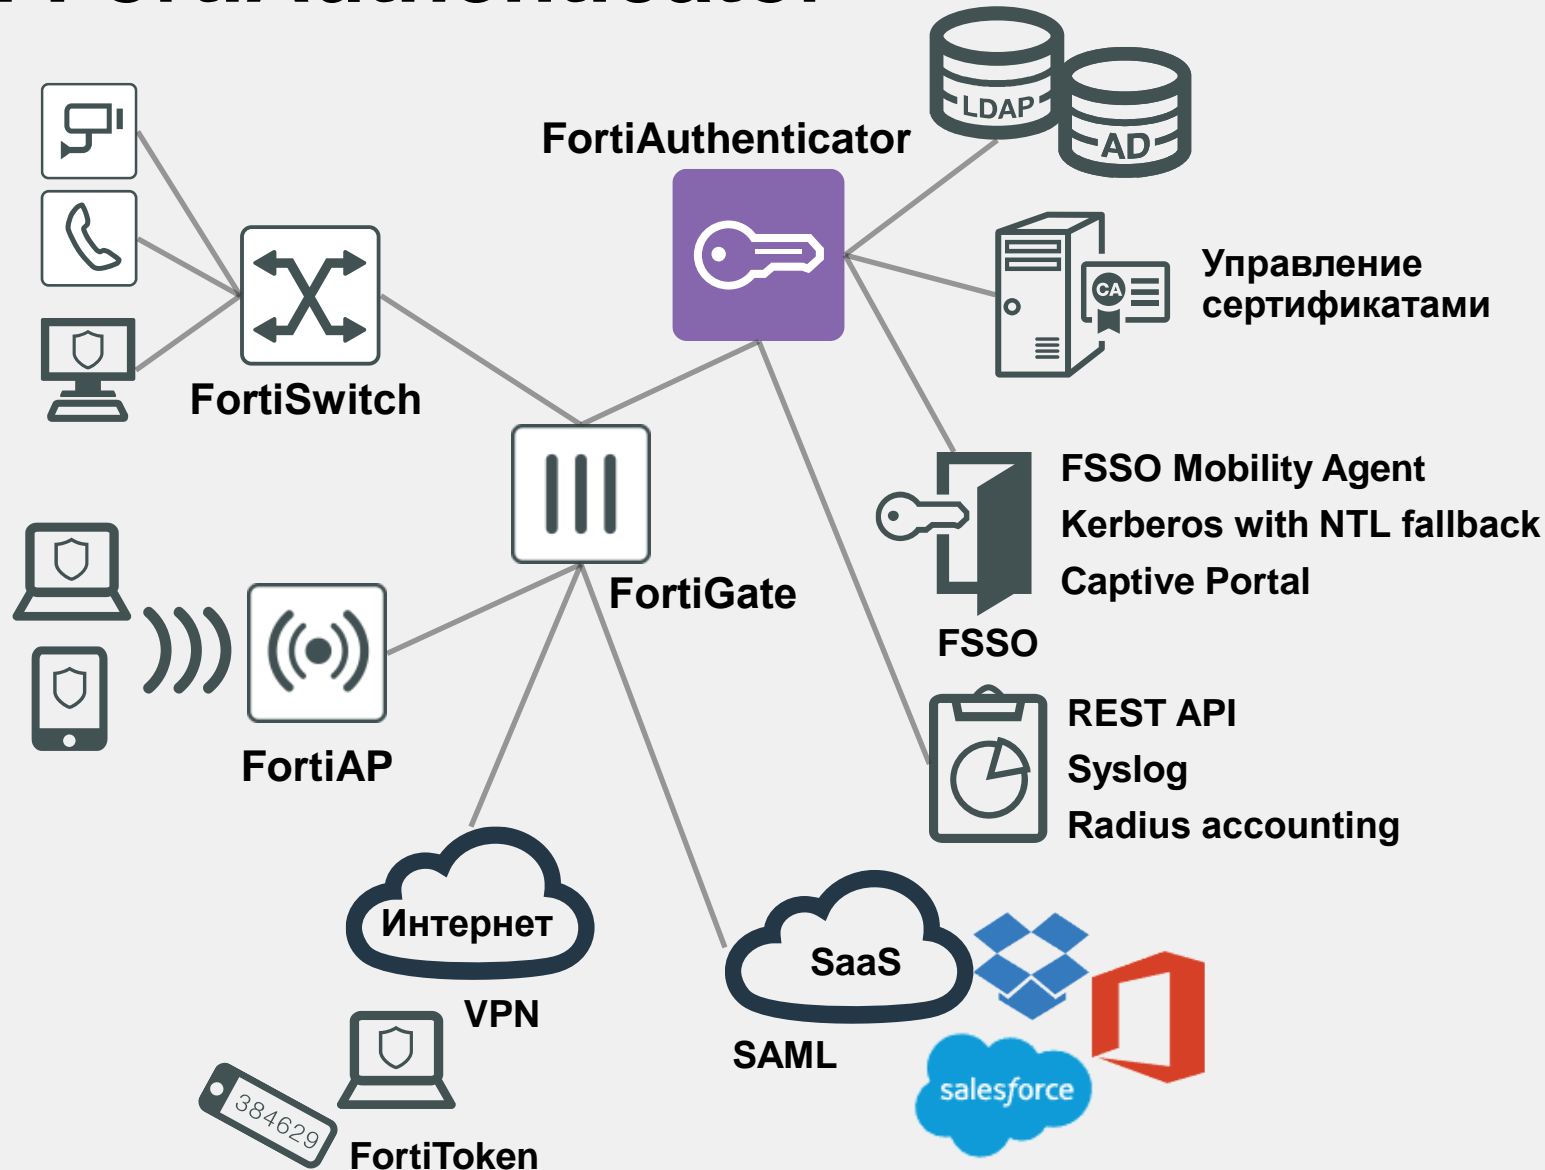 FortiAuthenticator
LDAP
AD
FortiAuthenticator
CA
Управление
сертификатами
FortiSwitch
FSSO Mobility Agent
Kerberos with NTL fallback
Captive Portal
FortiGate
FSSO
REST API
Syslog
Radius accounting
FortiAP
Интернет
SaaS
VPN
SAML
salesforce
384629
FortiToken